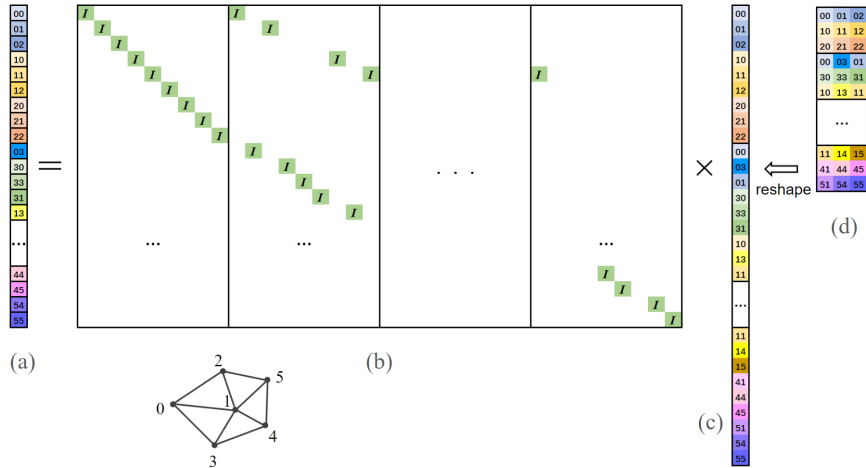 00
01
02
10
11
12
20
21
22
03
30
33
31
13
...
44
45
54
55
(a)
=
I I
I I
I
I I
I I I
I
I
I
I
I
I
I
I
I
...
...
. . .
...
I
I
I
I
(b)
×
00
01
02
10
11
12
20
21
22
00
03
01
30
33
31
10
13
11
...
11
14
15
41
44
45
51
54
55
(c)
reshape
00 01 02
10 11 12
20 21 22
00 03 01
30 33 31
10 13 11
...
11 14 15
41 44 45
51 54 55
(d)
2
5
0
1
4
3